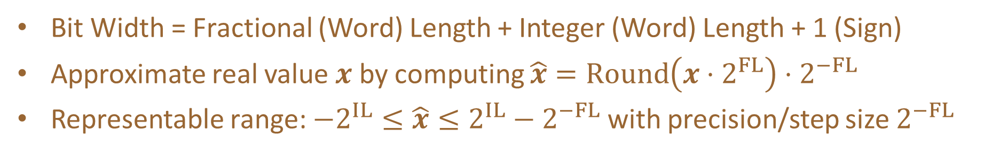 • Bit Width = Fractional (Word) Length + Integer (Word) Length + 1 (Sign)
• Approximate real value 𝒙 by computing 𝒙̂ = Round(𝒙 · 2^FL) · 2^−FL
• Representable range: −2^IL ≤ 𝒙̂ ≤ 2^IL − 2^−FL with precision/step size 2^−FL